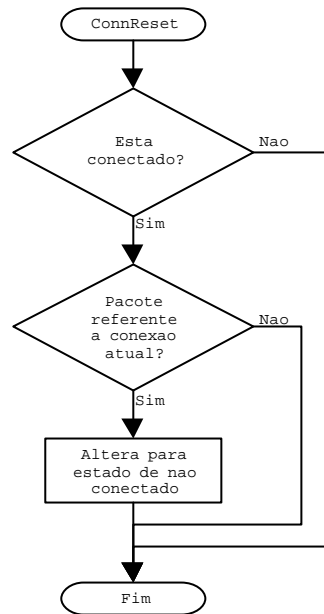 ConnReset
Esta
conectado?
Nao
Sim
Pacote
referente
a conexao
atual?
Nao
Sim
Altera para
estado de nao
conectado
Fim